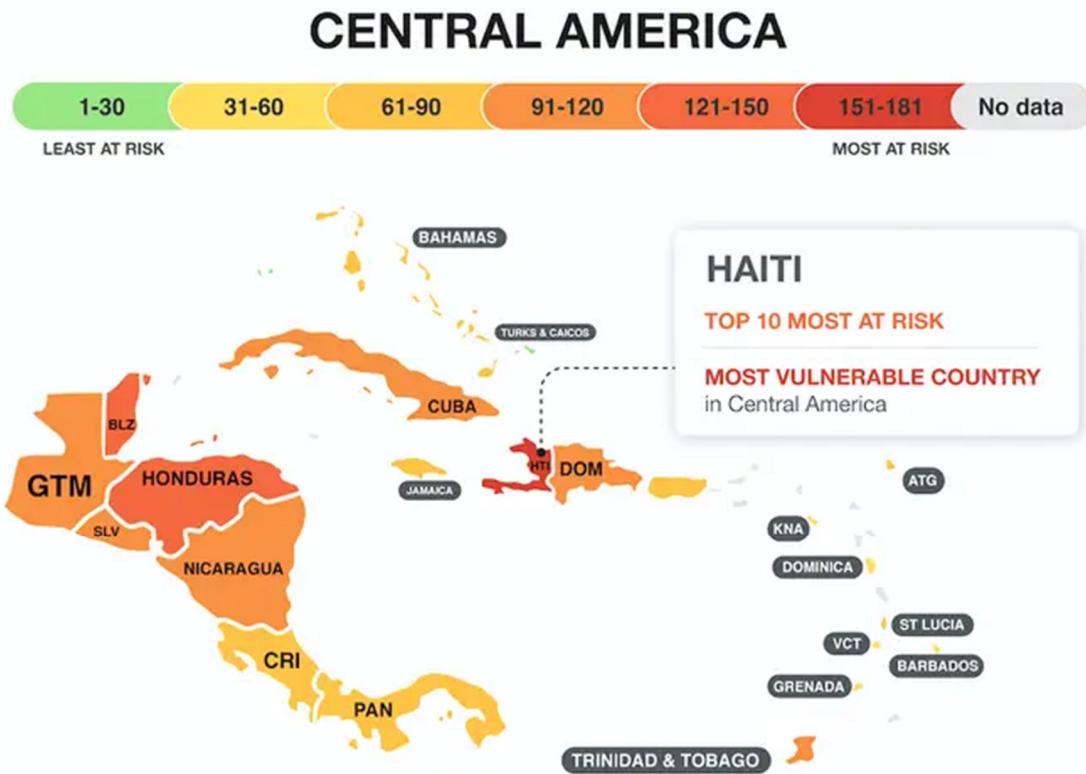 CENTRAL AMERICA
1-30
31-60
61-90
91-120
121-150
151-181
No data
LEAST AT RISK
MOST AT RISK
BAHAMAS
HAITI
TOP 10 MOST AT RISK
TURKS & CAICOS
MOST VULNERABLE COUNTRY
in Central America
CUBA
BLZ
HTI
DOM
GTM
HONDURAS
JAMAICA
ATG
SLV
KNA
NICARAGUA
DOMINICA
ST LUCIA
VCT
CRI
BARBADOS
GRENADA
PAN
TRINIDAD & TOBAGO